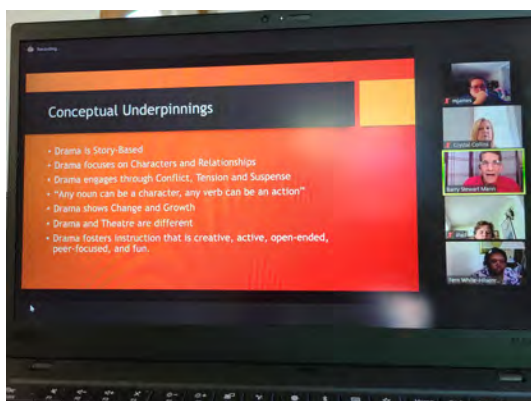 Recording
Conceptual Underpinnings
• Drama is Story-Based
• Drama focuses on Characters and Relationships
• Drama engages through Conflict, Tension and Suspense
• “Any noun can be a character, any verb can be an action”
• Drama shows Change and Growth
• Drama and Theatre are different
• Drama fosters instruction that is creative, active, open-ended,
peer-focused, and fun.
Crystal Collins
Barry Stewart Mann